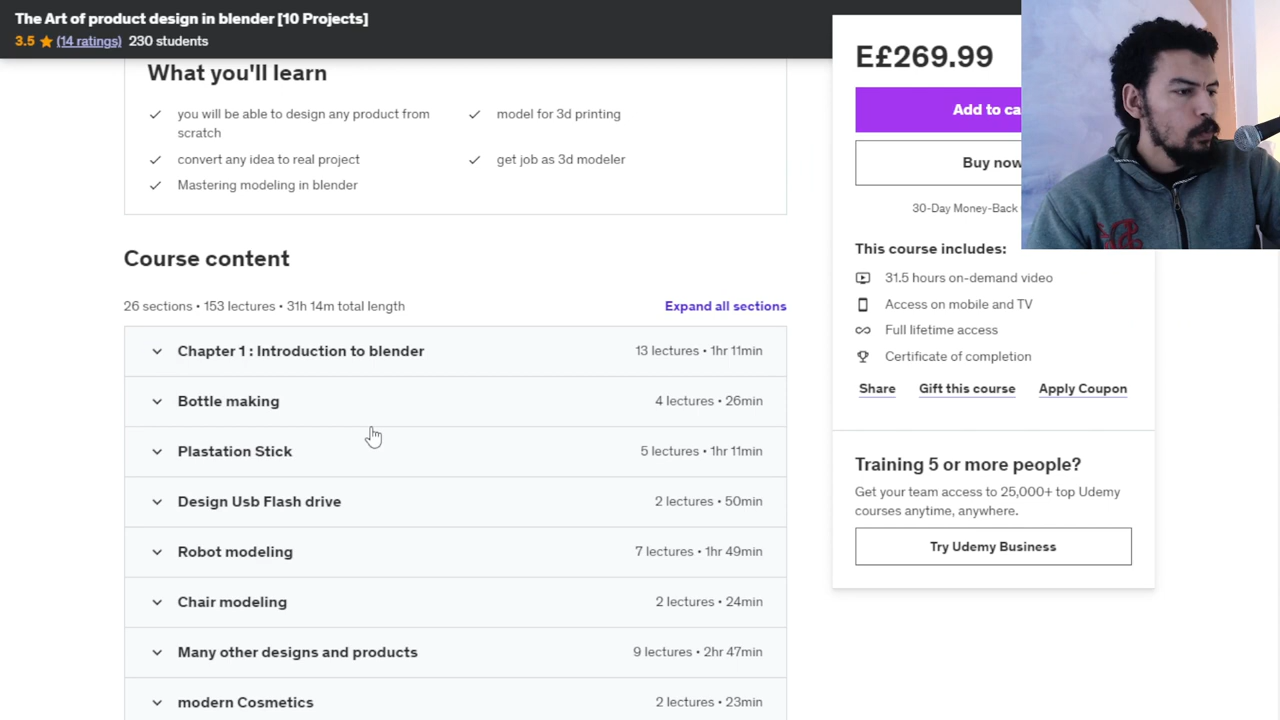 The Art of product design in blender [10 Projects]
3.5 ★ (14 ratings) 230 students
What you'll learn
you will be able to design any product from
scratch
convert any idea to real project
Mastering modeling in blender
model for 3d printing
get job as 3d modeler
Course content
26 sections • 153 lectures • 31h 14m total length
Expand all sections
Chapter 1 : Introduction to blender 13 lectures • 1hr 11min
Bottle making 4 lectures • 26min
Plastation Stick 5 lectures • 1hr 11min
Design Usb Flash drive 2 lectures • 50min
Robot modeling 7 lectures • 1hr 49min
Chair modeling 2 lectures • 24min
Many other designs and products 9 lectures • 2hr 47min
modern Cosmetics 2 lectures • 23min
E£269.99
Add to ca
Buy now
30-Day Money-Back
This course includes:
31.5 hours on-demand video
Access on mobile and TV
Full lifetime access
Certificate of completion
Share Gift this course Apply Coupon
Training 5 or more people?
Get your team access to 25,000+ top Udemy
courses anytime, anywhere.
Try Udemy Business